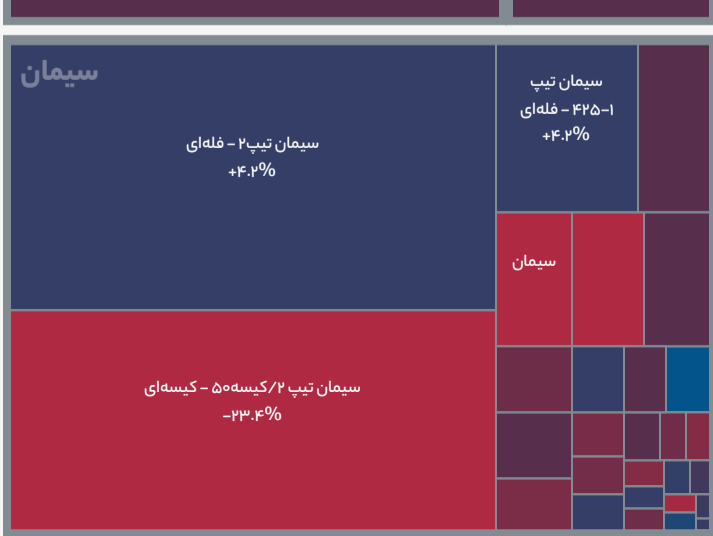 سیمان
سیمان تیپ۲ - فله‌ای
+۴.۲%
سیمان تیپ
۱-۴۲۵ - فله‌ای
+۴.۲%
سیمان
سیمان تیپ ۲/کیسه۵۰ - کیسه‌ای
-۲۳.۴%